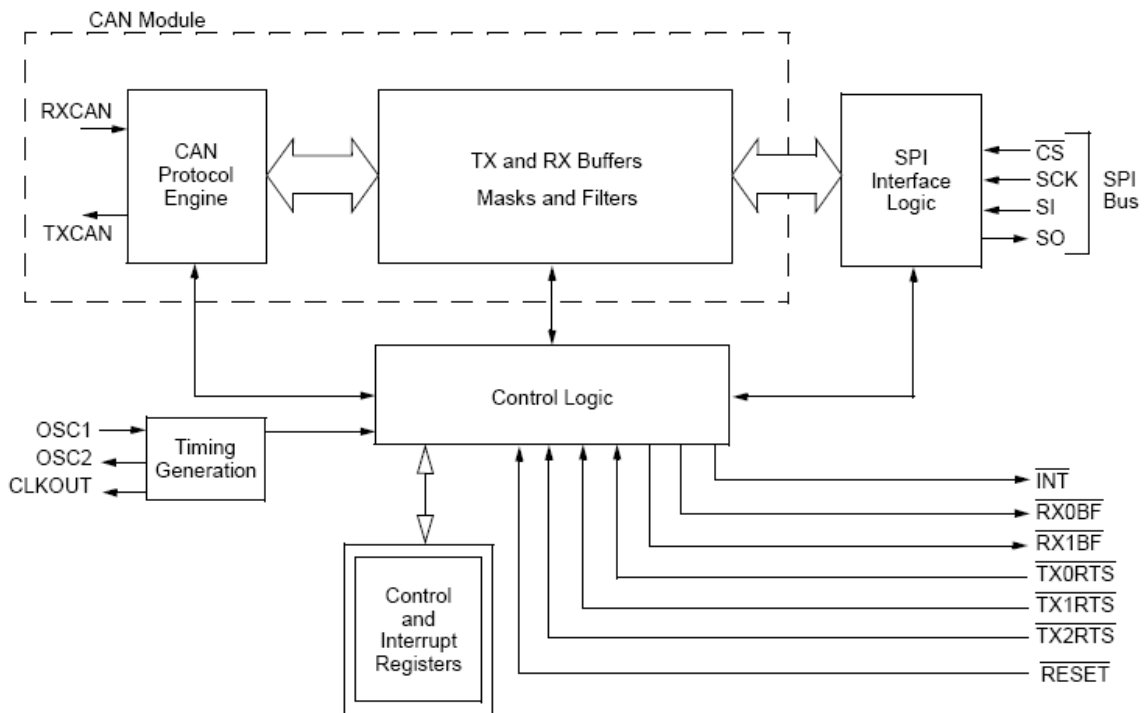 CAN Module
RXCAN
TXCAN
CAN
Protocol
Engine
TX and RX Buffers
Masks and Filters
SPI
Interface
Logic
CS
SCK
SI
SO
SPI
Bus
Control Logic
OSC1
OSC2
CLKOUT
Timing
Generation
Control
and
Interrupt
Registers
INT
RX0BF
RX1BF
TX0RTS
TX1RTS
TX2RTS
RESET